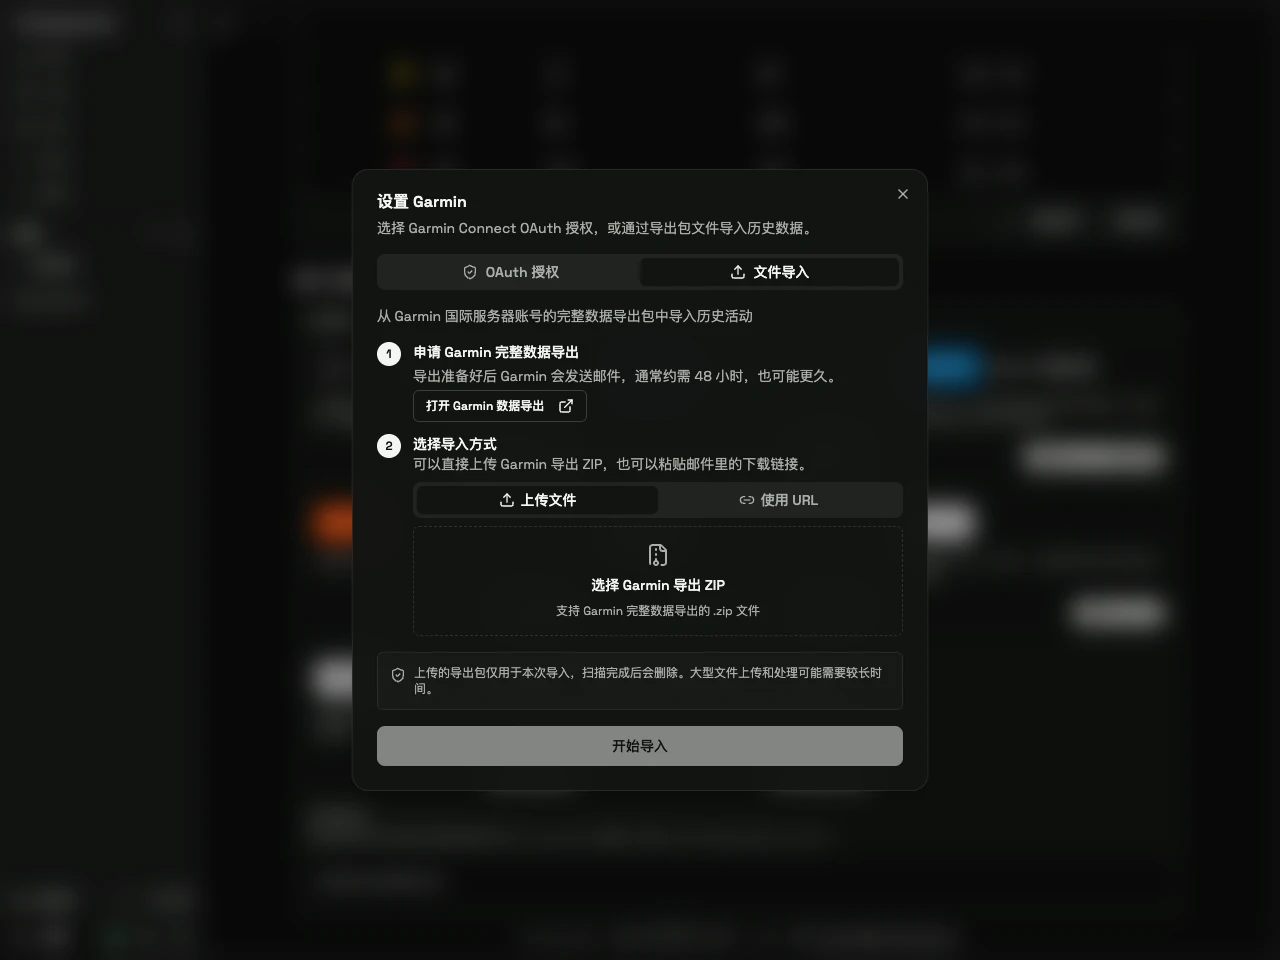 设置 Garmin
选择 Garmin Connect OAuth 授权，或通过导出包文件导入历史数据。
OAuth 授权
文件导入
从 Garmin 国际服务器账号的完整数据导出包中导入历史活动
1
申请 Garmin 完整数据导出
导出准备好后 Garmin 会发送邮件，通常约需 48 小时，也可能更久。
打开 Garmin 数据导出
2
选择导入方式
可以直接上传 Garmin 导出 ZIP，也可以粘贴邮件里的下载链接。
上传文件
使用 URL
选择 Garmin 导出 ZIP
支持 Garmin 完整数据导出的 .zip 文件
上传的导出包仅用于本次导入，扫描完成后会删除。大型文件上传和处理可能需要较长时
间。
开始导入